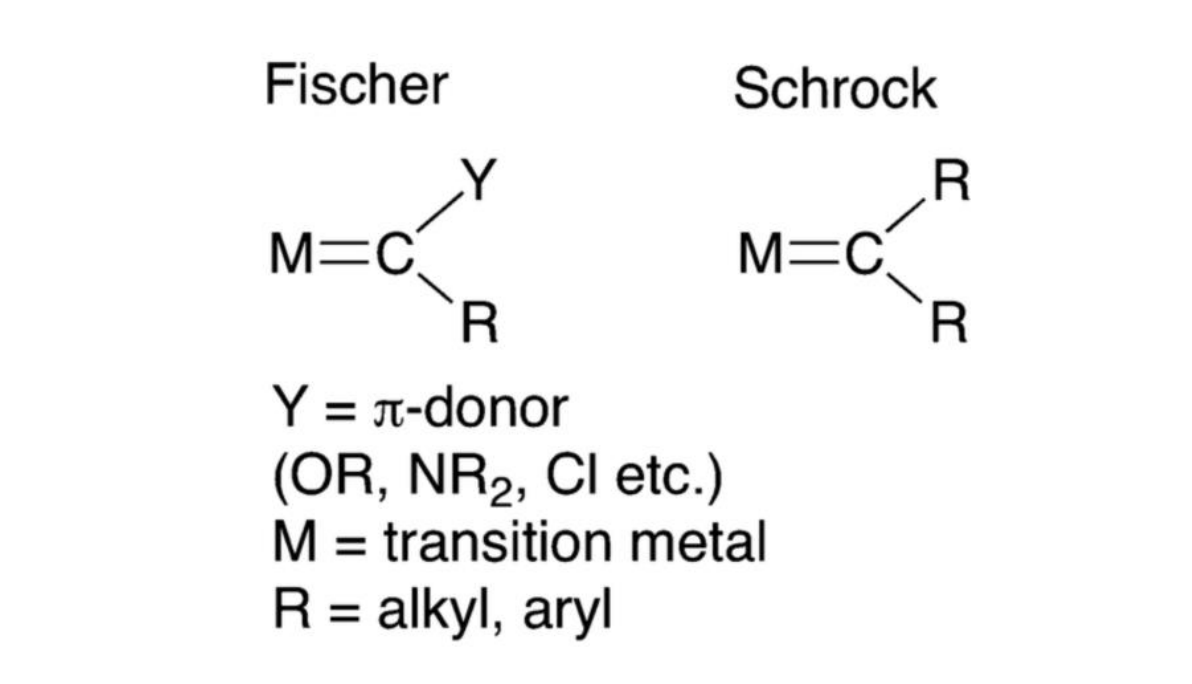 Fischer
Schrock
Y
M=C
R
R
M=C
R
Y = π-donor
(OR, NR₂, Cl etc.)
M = transition metal
R = alkyl, aryl